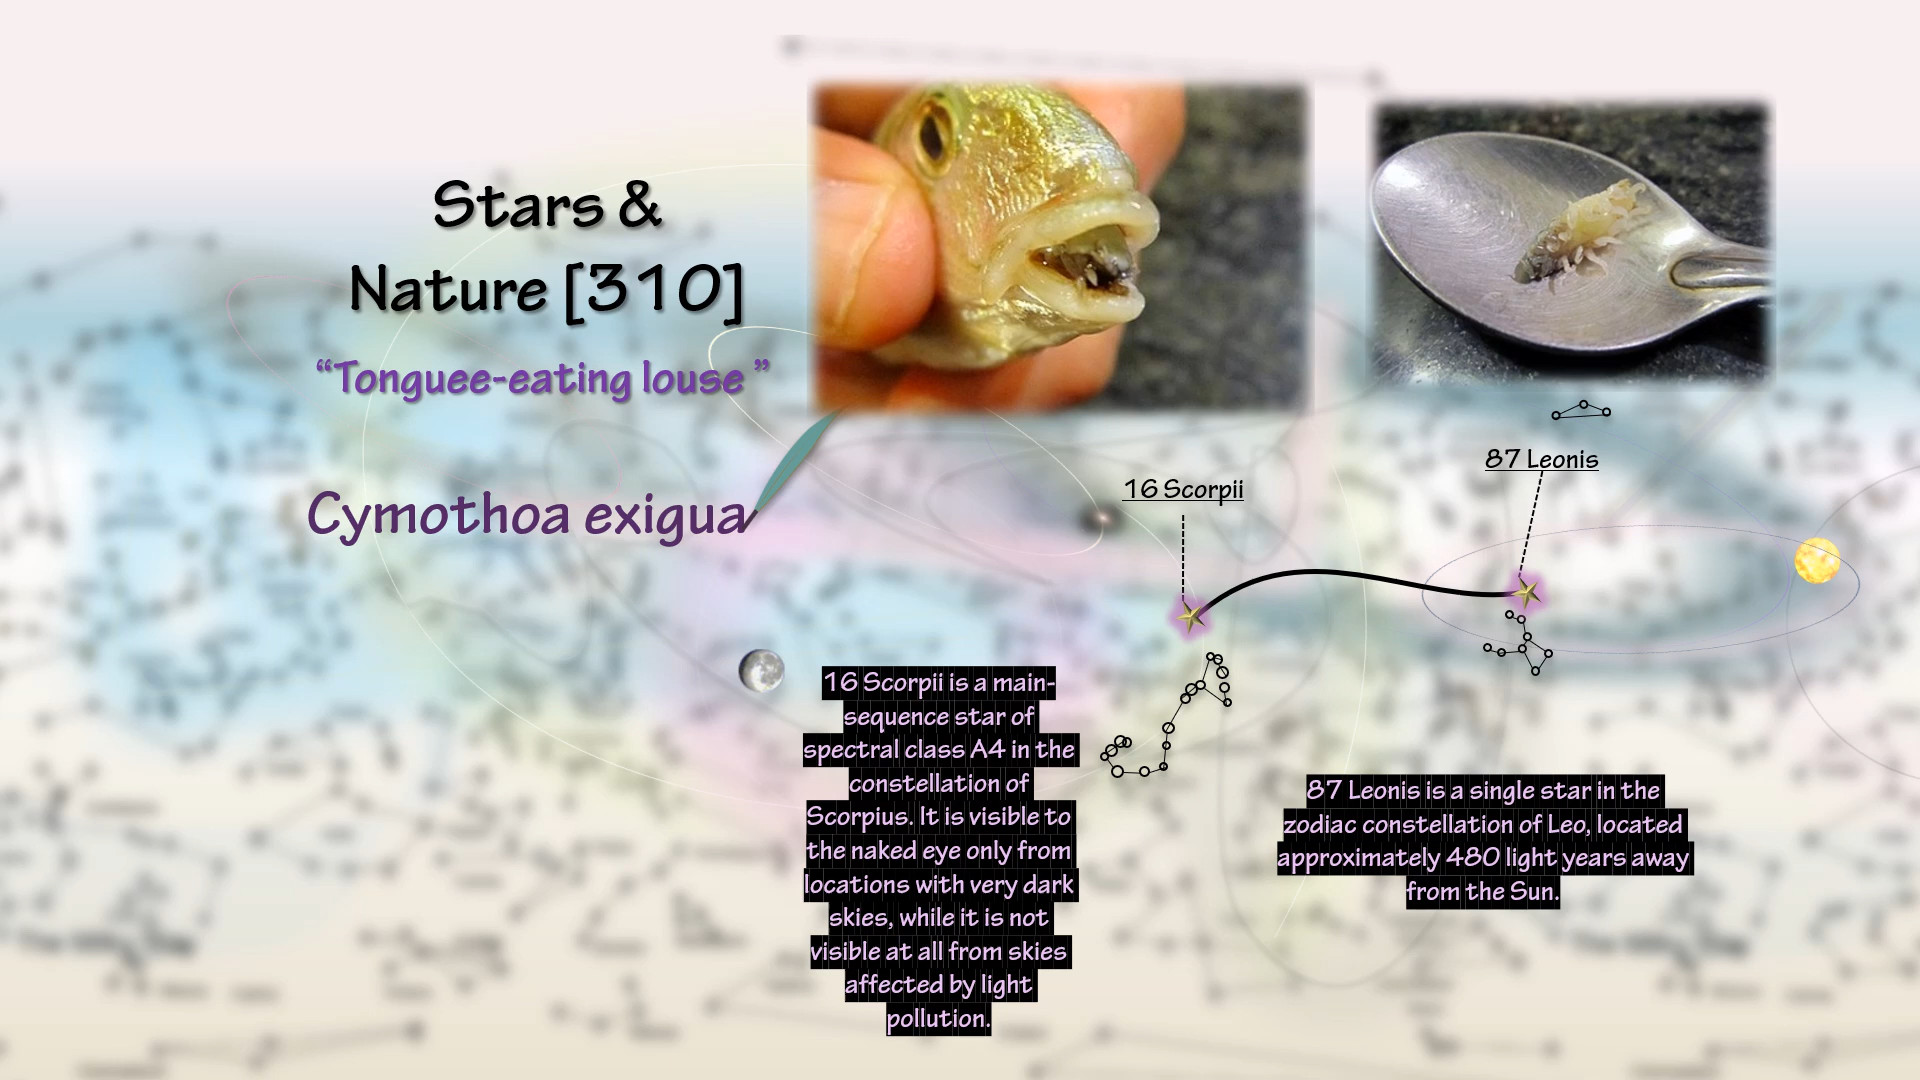 Stars &
Nature [310]
“Tonguee-eating louse ”
Cymothoa exigua
16 Scorpii
87 Leonis
16 Scorpii is a main-
sequence star of
spectral class A4 in the
constellation of
Scorpius. It is visible to
the naked eye only from
locations with very dark
skies, while it is not
visible at all from skies
affected by light
pollution.
87 Leonis is a single star in the
zodiac constellation of Leo, located
approximately 480 light years away
from the Sun.